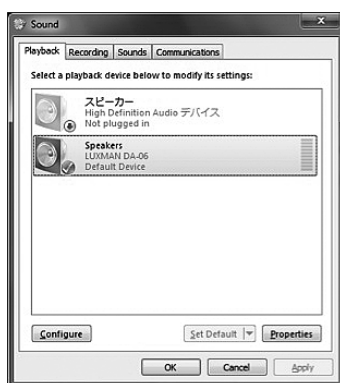 Sound
Playback Recording Sounds Communications
Select a playback device below to modify its settings:
スピーカー
High Definition Audio デバイス
Not plugged in
Speakers
LUXMAN DA-06
Default Device
Configure Set Default Properties
OK Cancel Apply